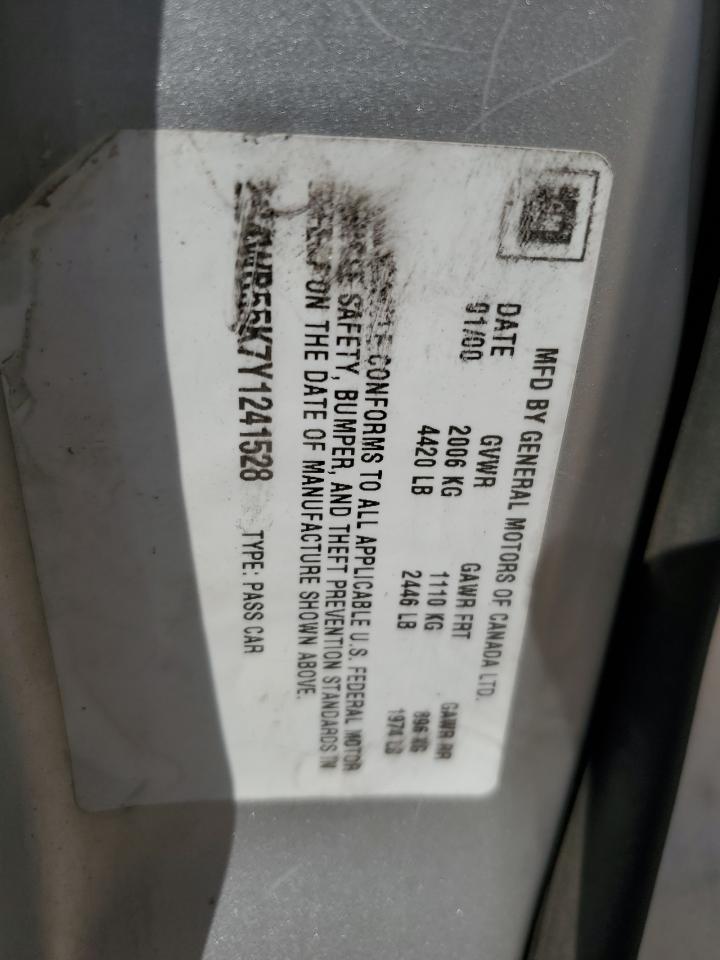 MFD BY GENERAL MOTORS OF CANADA LTD.
DATE GVWR GAWR FRT GAWR RR
01/00 2006 KG 1110 KG 896 KG
4420 LB 2446 LB 1974 LB
CONFORMS TO ALL APPLICABLE U.S. FEDERAL MOTOR
SAFETY, BUMPER, AND THEFT PREVENTION STANDARDS IN
ON THE DATE OF MANUFACTURE SHOWN ABOVE.
WB55K7Y1241528 TYPE: PASS CAR